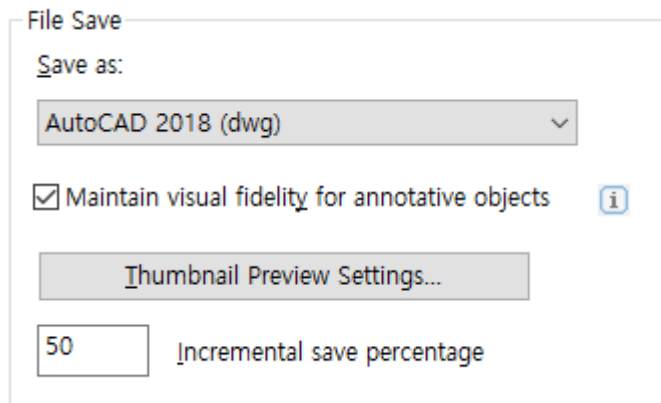 File Save
Save as:
AutoCAD 2018 (dwg)
Maintain visual fidelity for annotative objects
Thumbnail Preview Settings...
50 Incremental save percentage